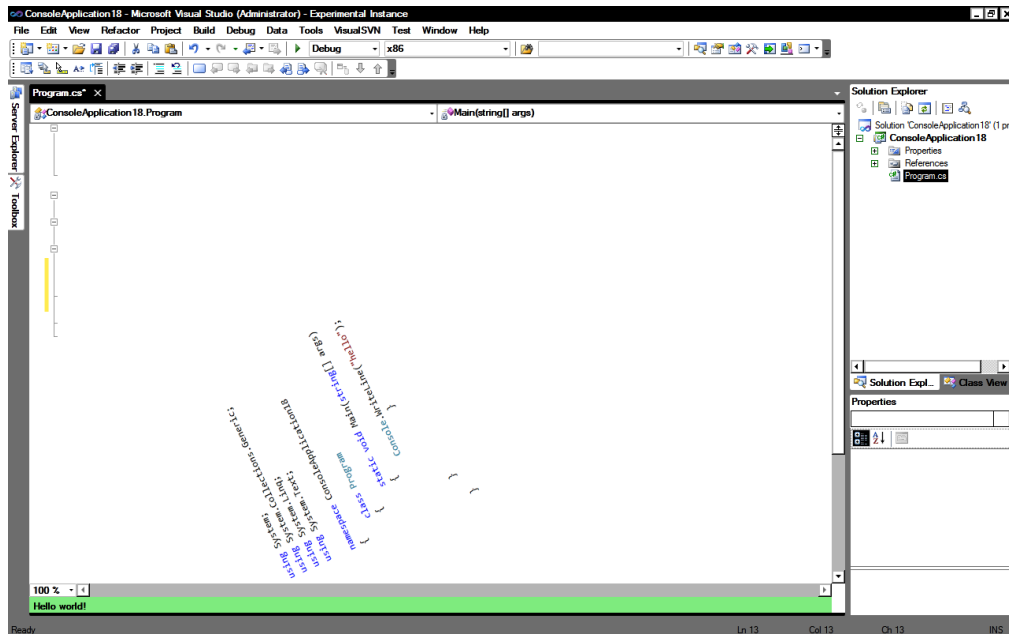 ConsoleApplication18 - Microsoft Visual Studio (Administrator) - Experimental Instance
File Edit View Refactor Project Build Debug Data Tools VisualSVN Test Window Help
Debug x86
Program.cs* X
ConsoleApplication18.Program Main(string[] args)
Server Explorer
Toolbox
using System;
using System.Collections.Generic;
using System.Linq;
using System.Text;
namespace ConsoleApplication18
{
class Program
{
static void Main(string[] args)
{
Console.WriteLine("hello");
}
}
}
100 %
Hello world!
Solution Explorer
Solution 'ConsoleApplication18' (1 pr
ConsoleApplication18
Properties
References
Program.cs
Solution Expl... Class View
Properties
Ready Ln 13 Col 13 Ch 13 INS